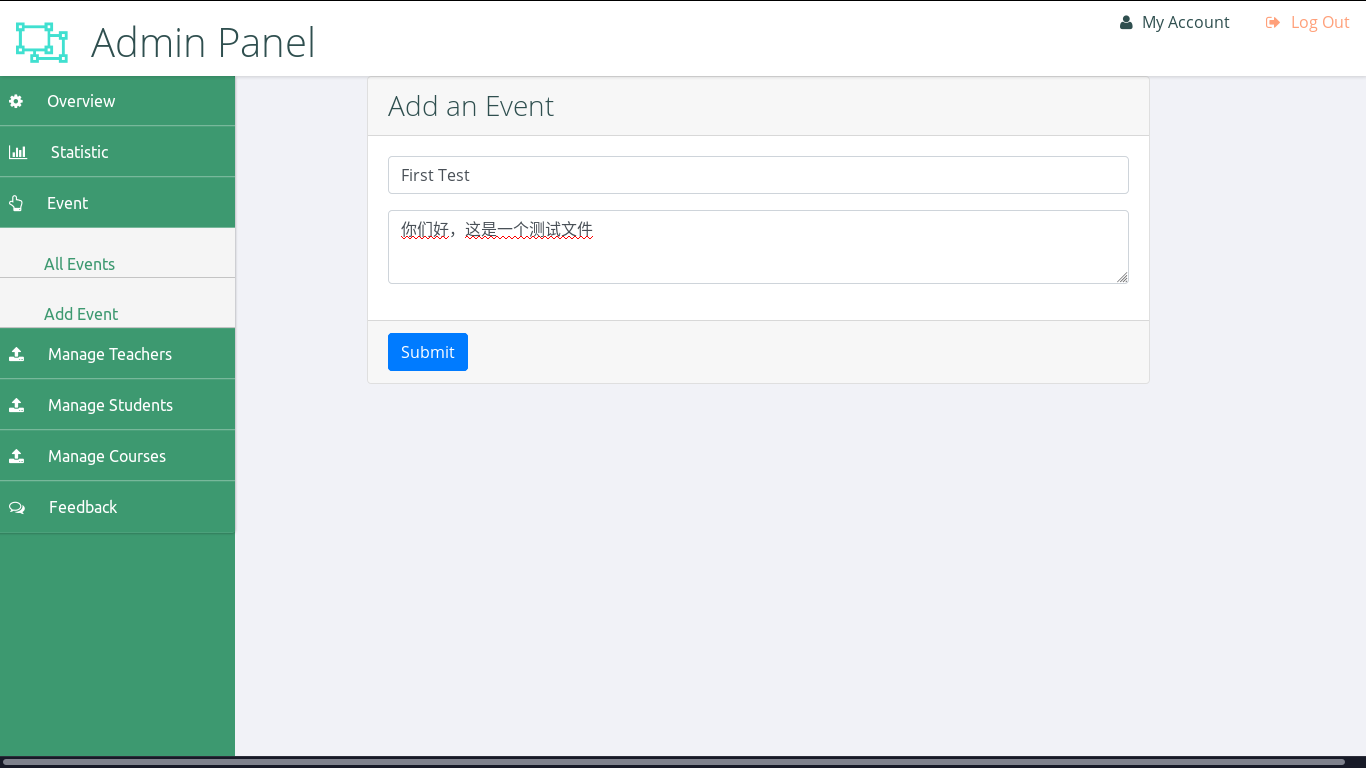 Admin Panel
My Account
Log Out
Overview
Statistic
Event
All Events
Add Event
Manage Teachers
Manage Students
Manage Courses
Feedback
Add an Event
First Test
你们好，这是一个测试文件
Submit